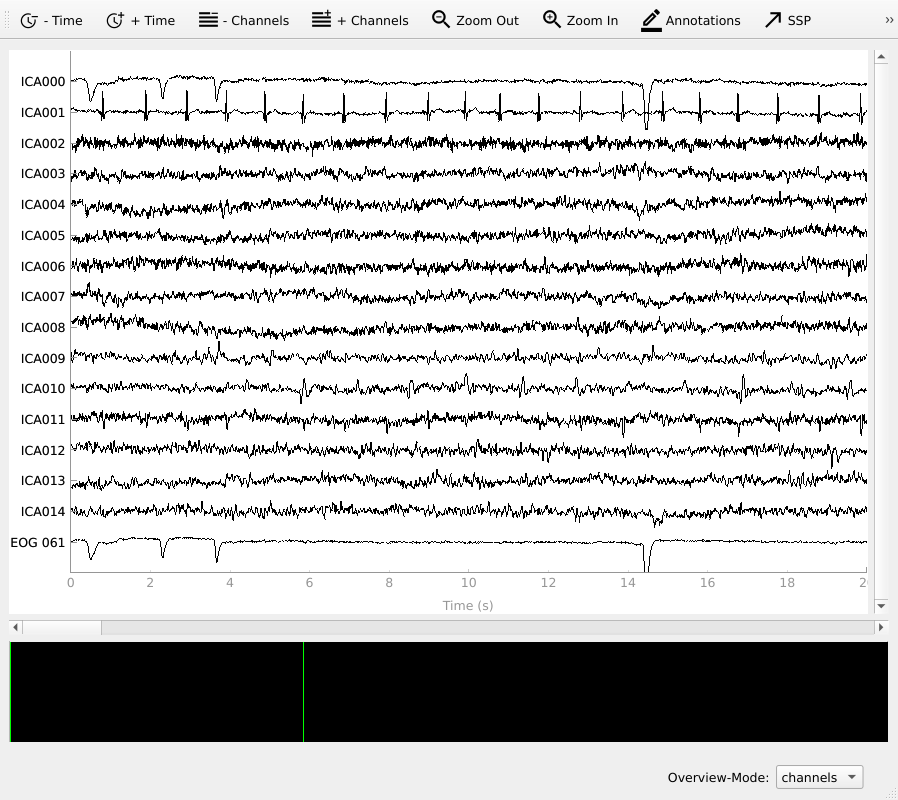 - Time + Time - Channels + Channels Zoom Out Zoom In Annotations SSP »
ICA000
ICA001
ICA002
ICA003
ICA004
ICA005
ICA006
ICA007
ICA008
ICA009
ICA010
ICA011
ICA012
ICA013
ICA014
EOG 061
0 2 4 6 8 10 12 14 16 18 2
Time (s)
Overview-Mode: channels